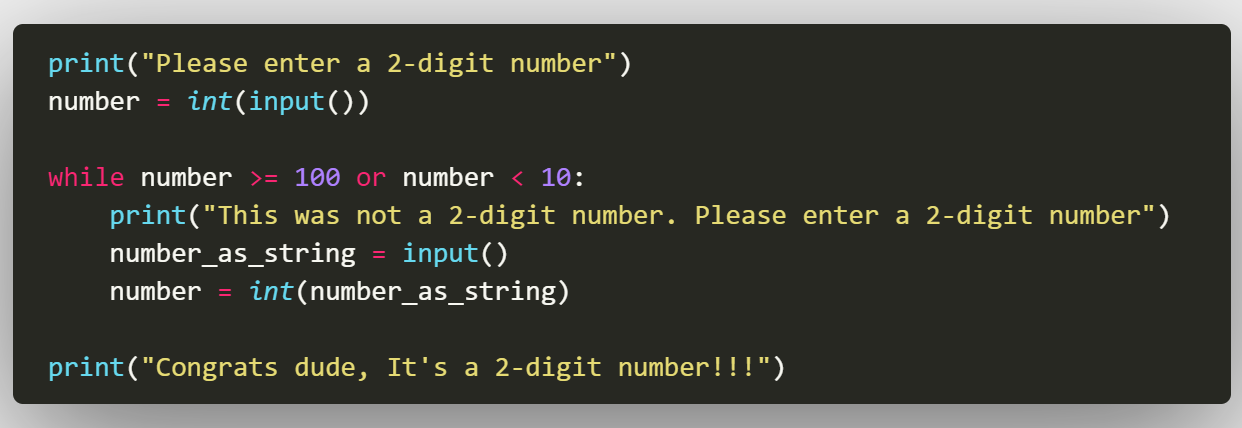 print("Please enter a 2-digit number")
number = int(input())
while number >= 100 or number < 10:
    print("This was not a 2-digit number. Please enter a 2-digit number")
    number_as_string = input()
    number = int(number_as_string)
print("Congrats dude, It's a 2-digit number!!!")